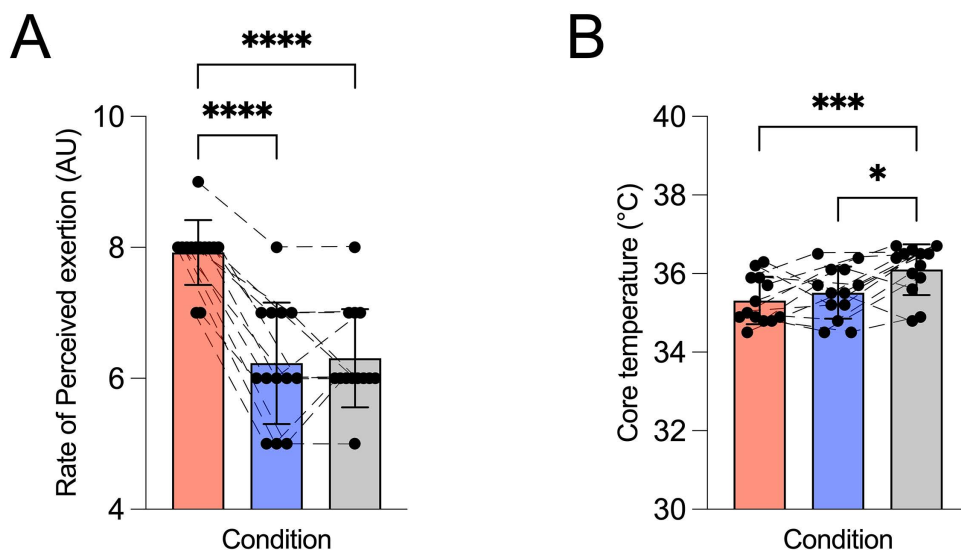 A
****
****
10
8
6
4
Rate of Perceived exertion (AU)
Condition
B
***
*
40
38
36
34
32
30
Core temperature (°C)
Condition